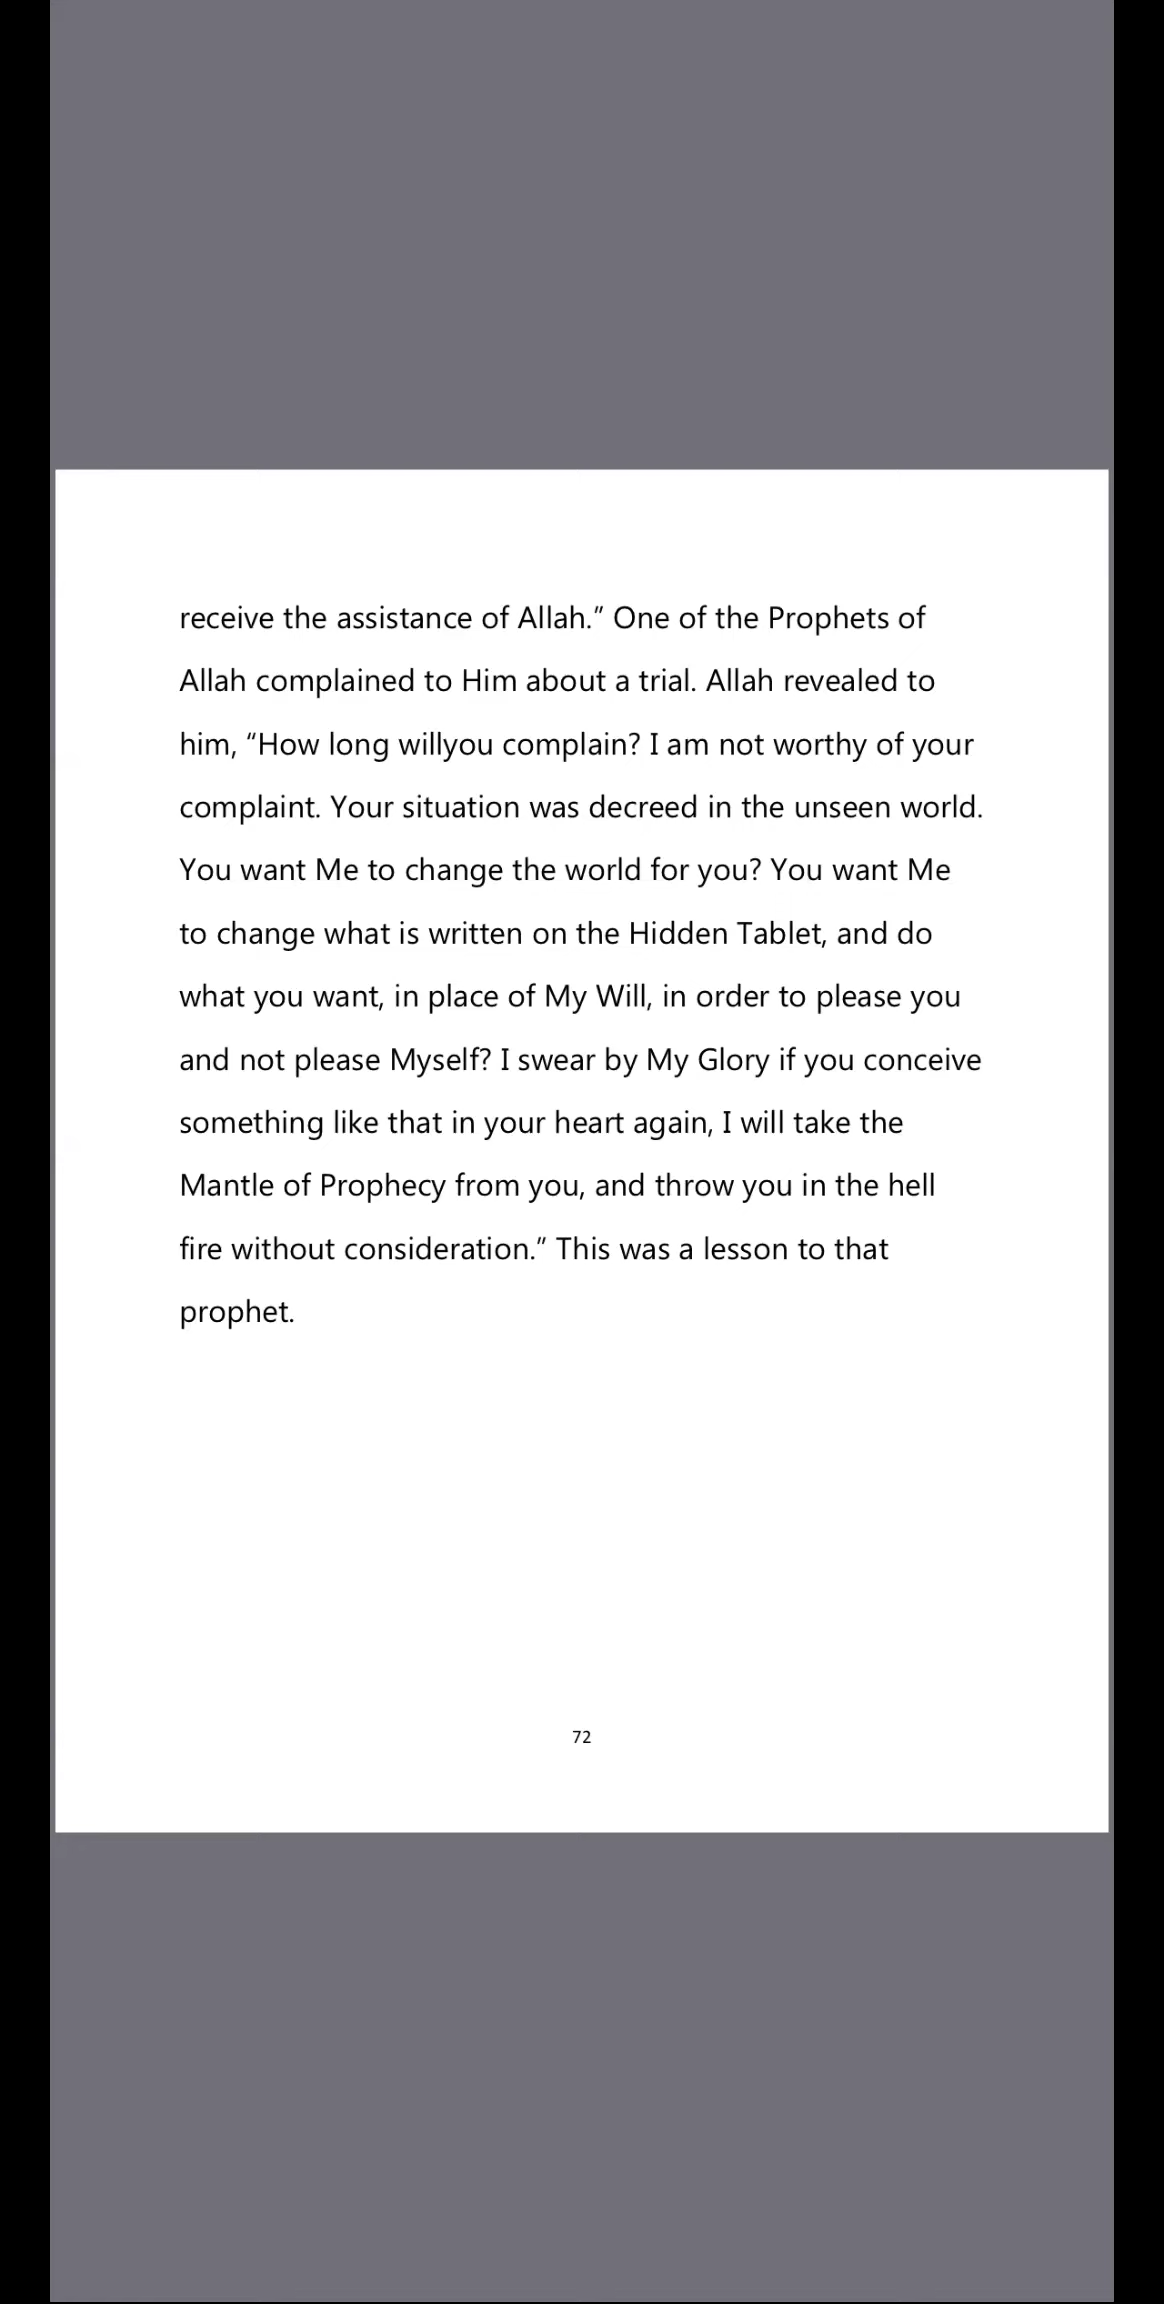 receive the assistance of Allah.” One of the Prophets of
Allah complained to Him about a trial. Allah revealed to
him, “How long willyou complain? I am not worthy of your
complaint. Your situation was decreed in the unseen world.
You want Me to change the world for you? You want Me
to change what is written on the Hidden Tablet, and do
what you want, in place of My Will, in order to please you
and not please Myself? I swear by My Glory if you conceive
something like that in your heart again, I will take the
Mantle of Prophecy from you, and throw you in the hell
fire without consideration.” This was a lesson to that
prophet.
72